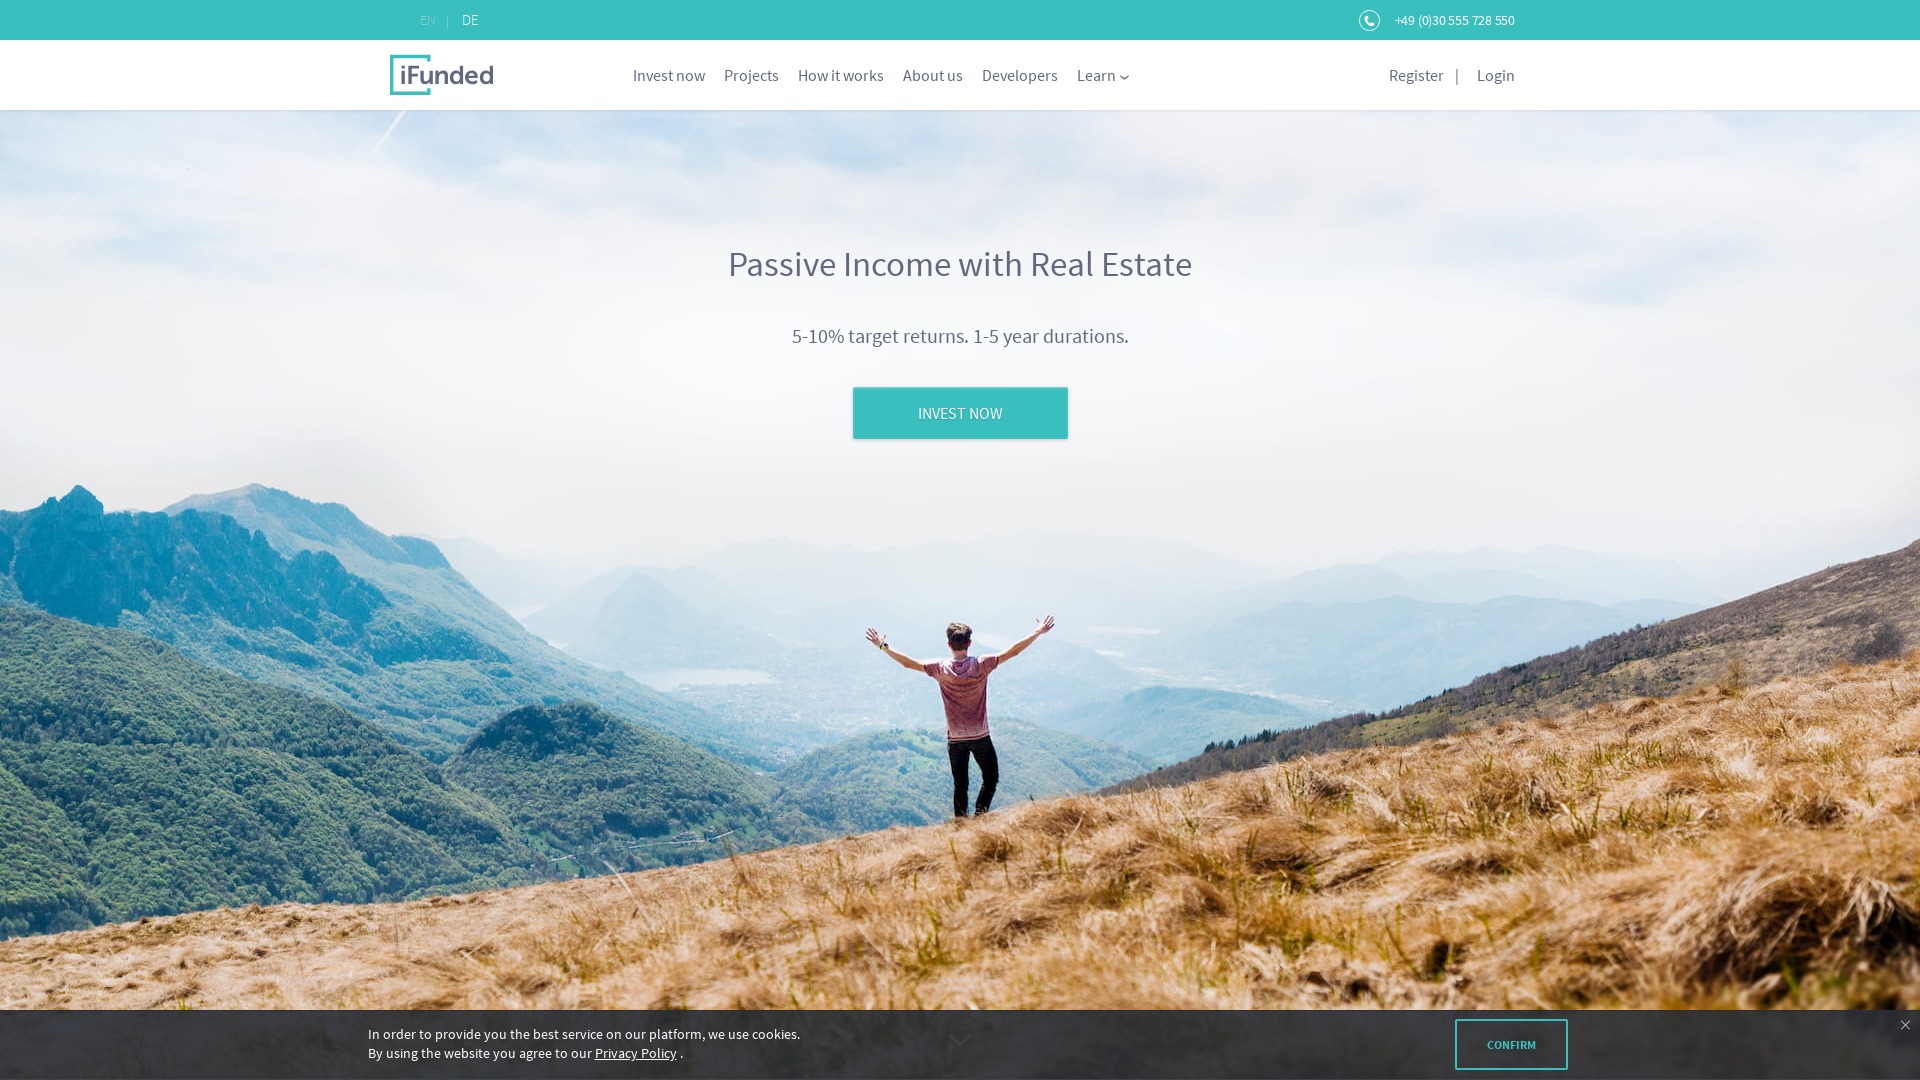 EN | DE
+49 (0)30 555 728 550
iFunded
Invest now Projects How it works About us Developers Learn
Register | Login
Passive Income with Real Estate
5-10% target returns. 1-5 year durations.
INVEST NOW
In order to provide you the best service on our platform, we use cookies.
By using the website you agree to our Privacy Policy .
CONFIRM